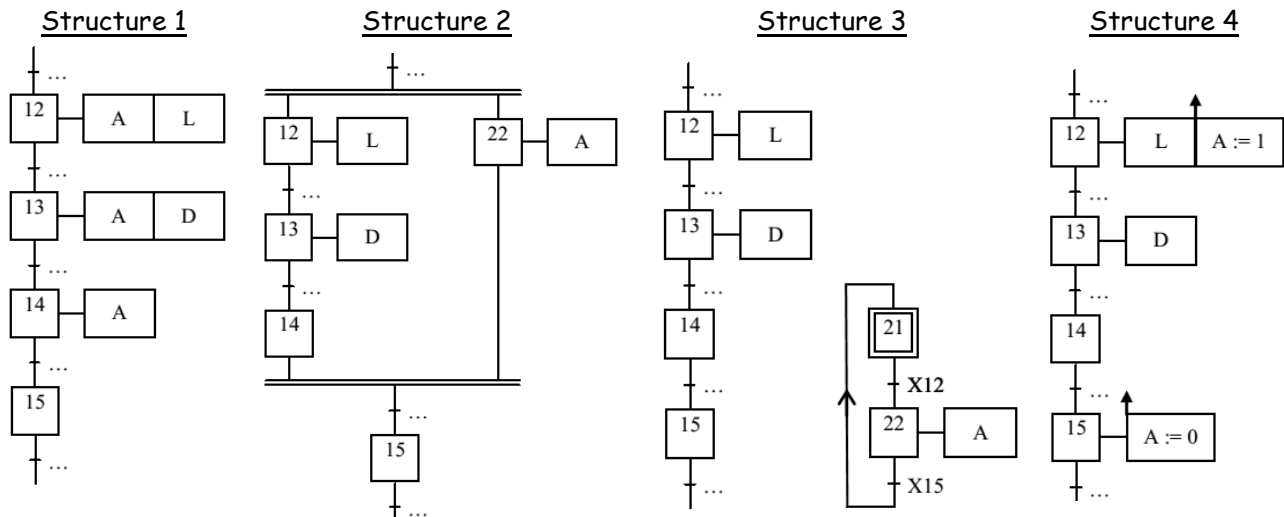 Structure 1
...
12 A L
...
13 A D
...
14 A
...
15
...
Structure 2
...
12 L
22 A
...
13 D
...
14
...
15
...
Structure 3
...
12 L
...
13 D
...
14
...
15
...
21
X12
22 A
X15
Structure 4
...
12 L A := 1
...
13 D
...
14
...
15 A := 0
...